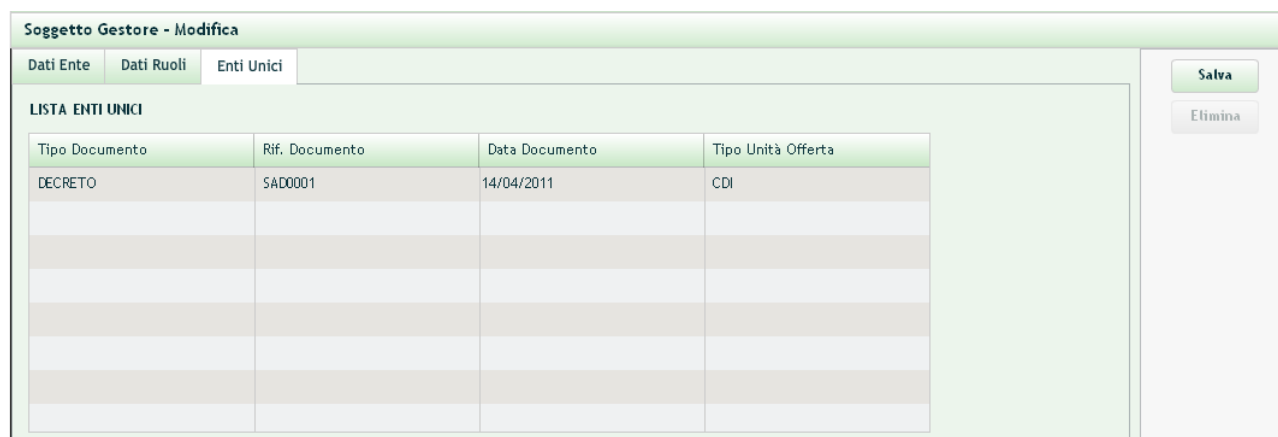 Soggetto Gestore - Modifica
Dati Ente Dati Ruoli Enti Unici
Salva
LISTA ENTI UNICI
Elimina
Tipo Documento Rif. Documento Data Documento Tipo Unità Offerta
DECRETO SAD0001 14/04/2011 CDI